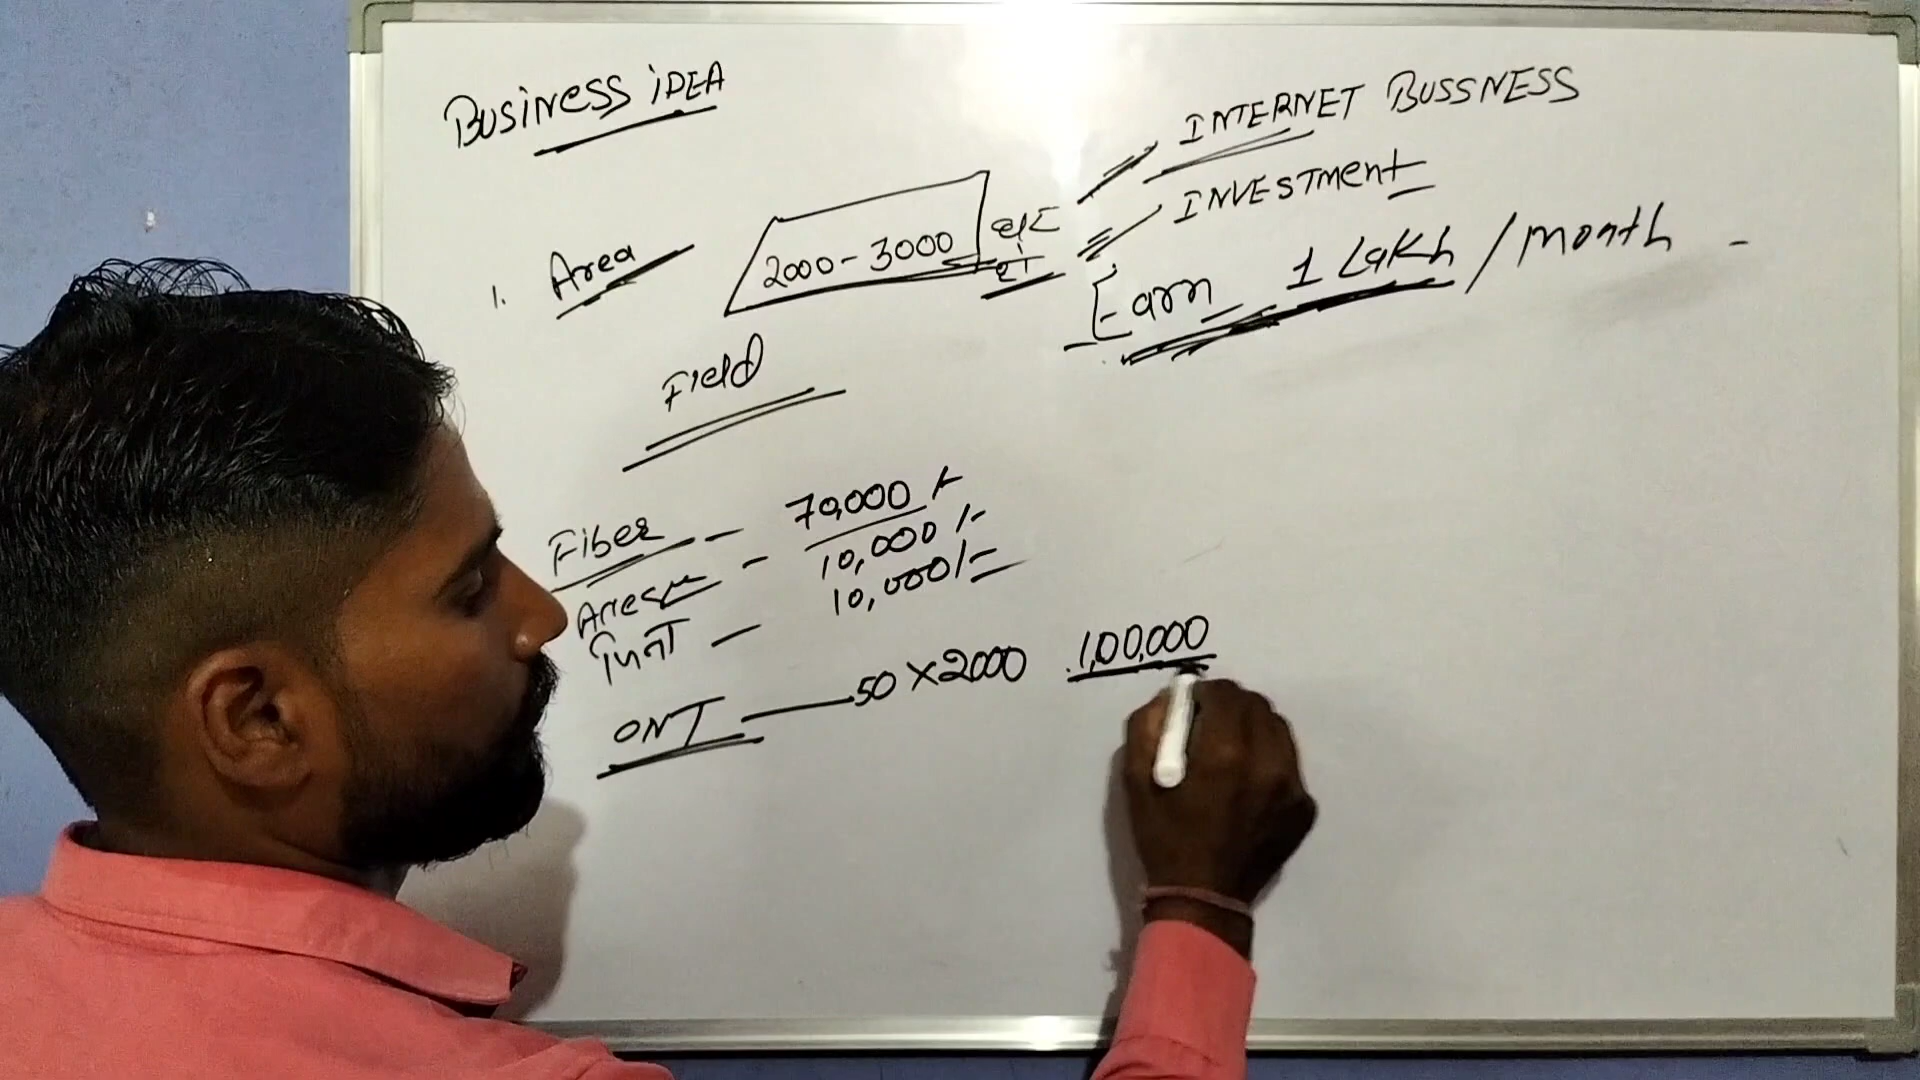 BUSiNess iDEA
INTERNET BUSSNESS
INVESTment
1. Area 2000-3000
Earn 1 Lakh / month -
Field
Fiber - 70,000 /-
- 10,000 /-
- 10,000/-
ONT 50 x 2000 1,00,000